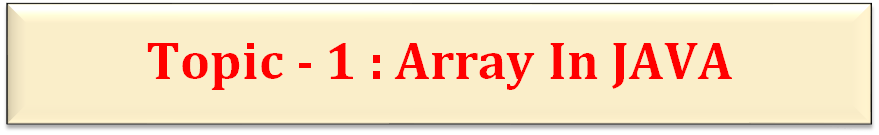 Topic - 1 : Array In JAVA